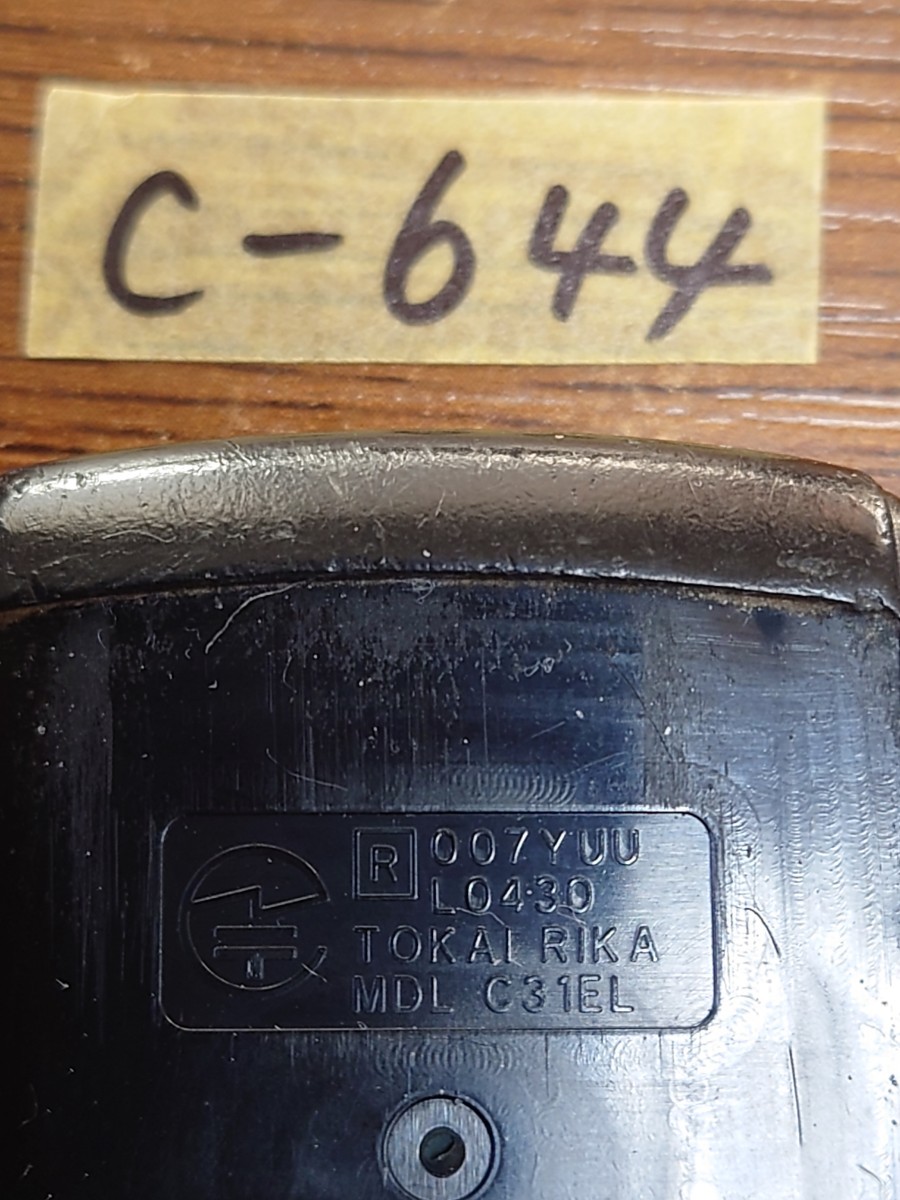 C-644
R 007YUU
L0430
TOKAI RIKA
MDL C31EL